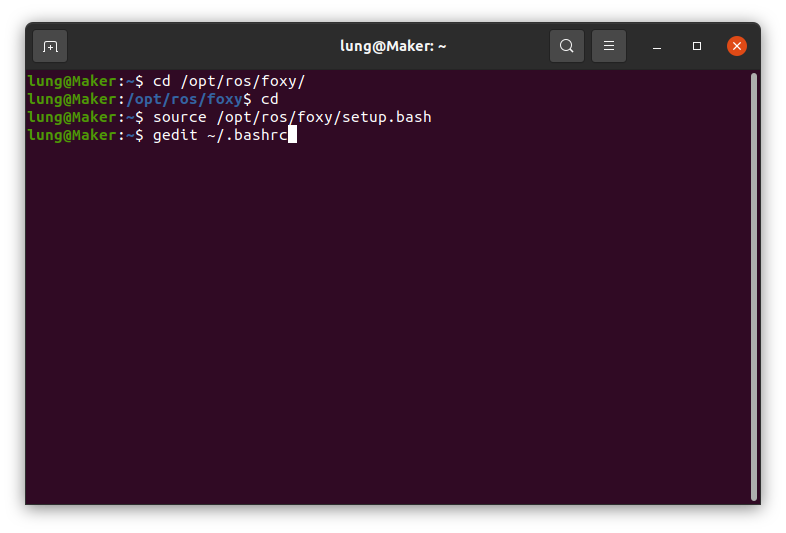 lung@Maker: ~
lung@Maker:~$ cd /opt/ros/foxy/
lung@Maker:/opt/ros/foxy$ cd
lung@Maker:~$ source /opt/ros/foxy/setup.bash
lung@Maker:~$ gedit ~/.bashrc